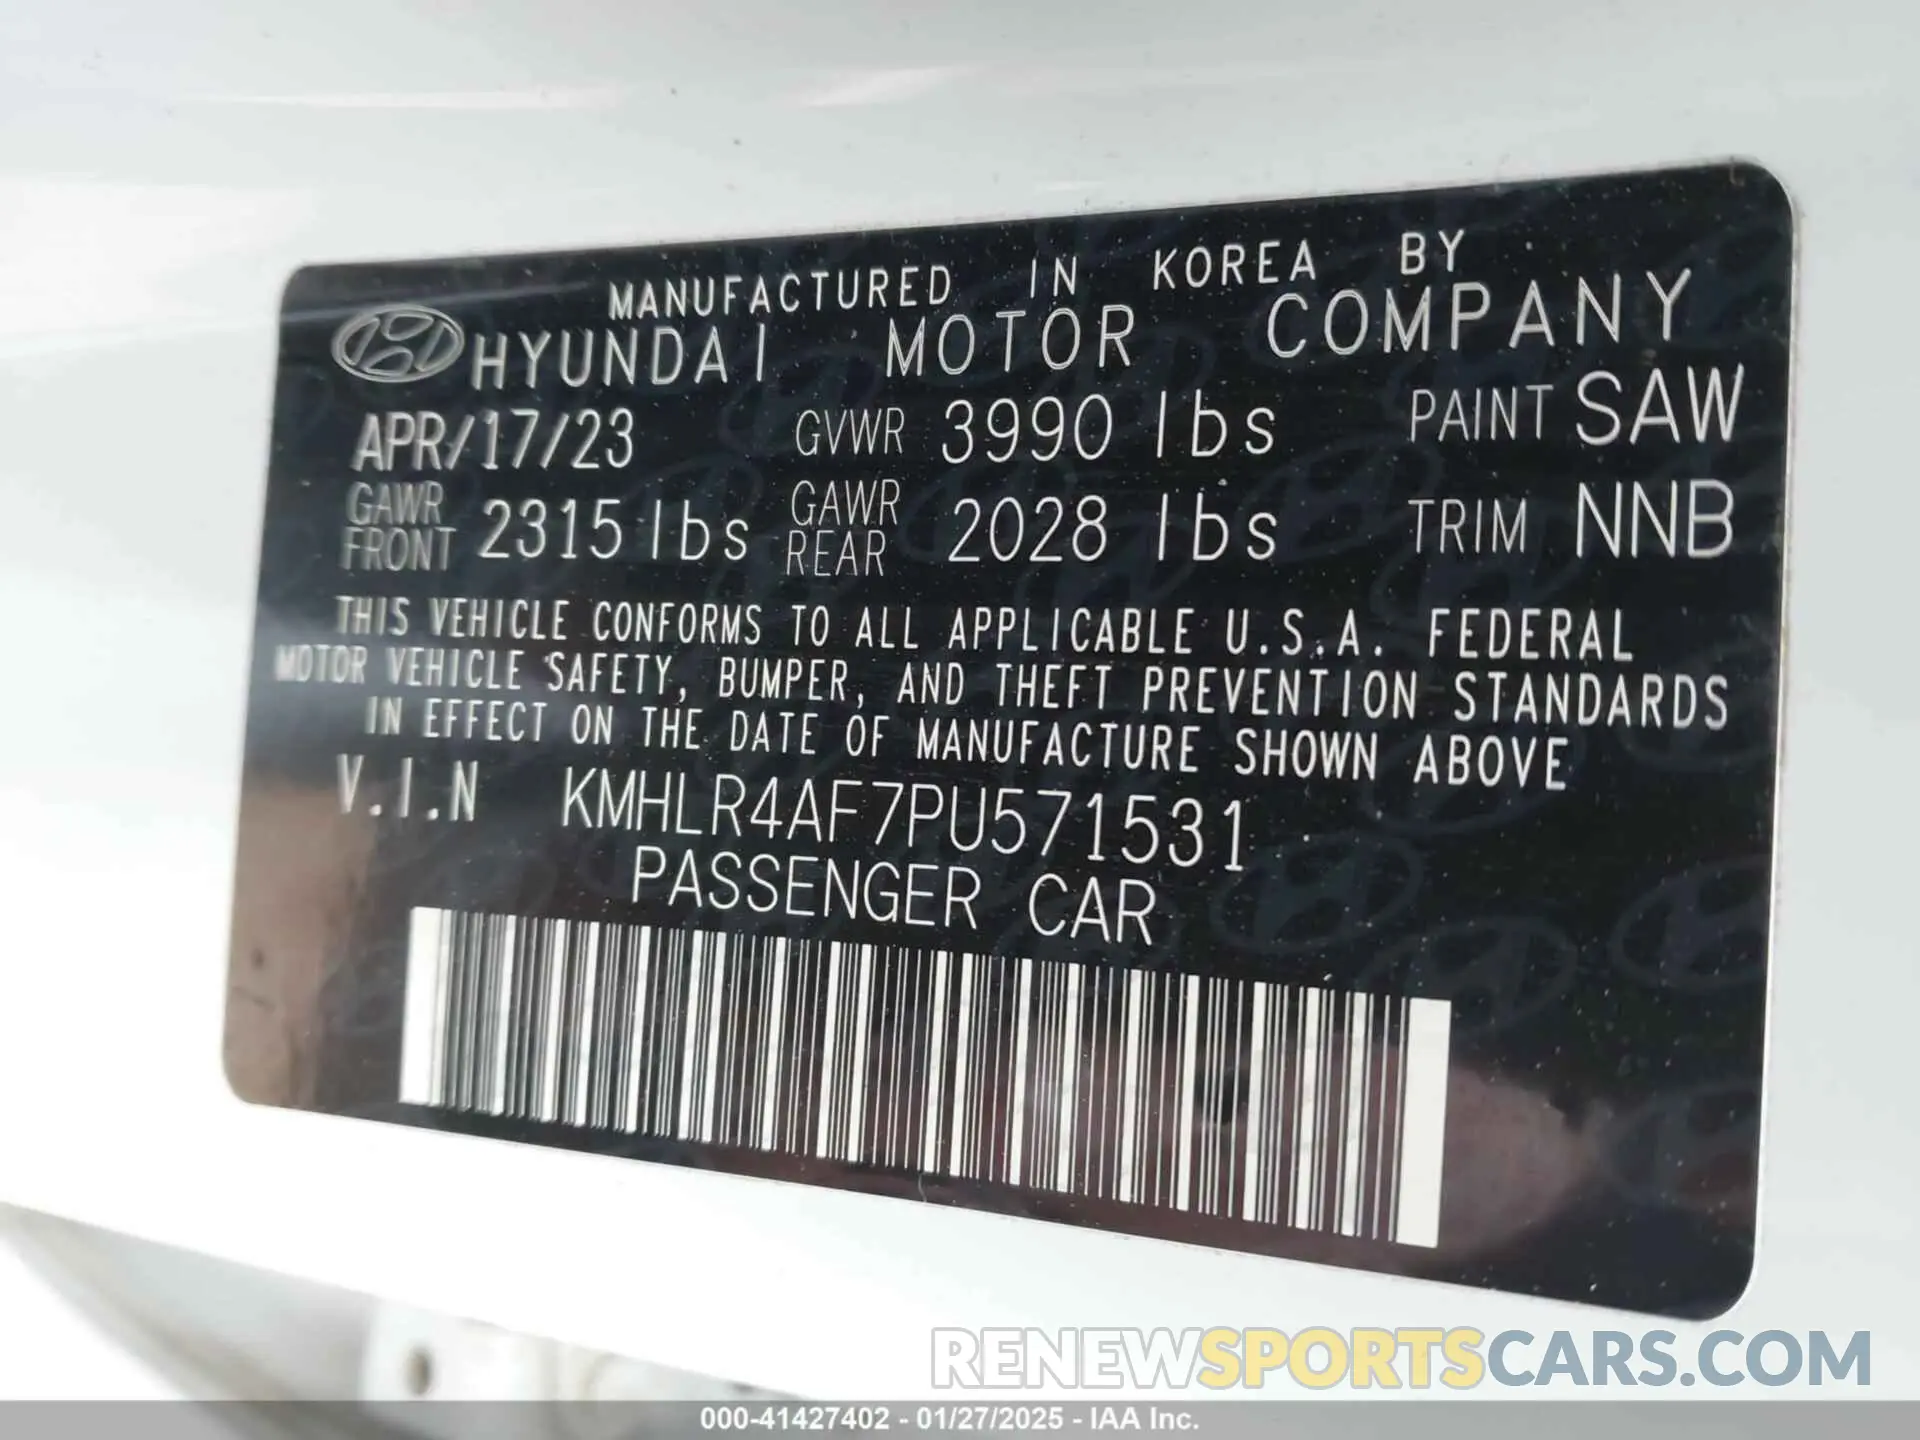 MANUFACTURED IN KOREA BY
HYUNDAI MOTOR COMPANY
APR/17/23 GVWR 3990 lbs PAINT SAW
GAWR FRONT 2315 lbs GAWR REAR 2028 lbs TRIM NNB
THIS VEHICLE CONFORMS TO ALL APPLICABLE U.S.A. FEDERAL
MOTOR VEHICLE SAFETY, BUMPER, AND THEFT PREVENTION STANDARDS
IN EFFECT ON THE DATE OF MANUFACTURE SHOWN ABOVE
V.I.N KMHLR4AF7PU571531
PASSENGER CAR
RENEWSPORTSCARS.COM
000-41427402 - 01/27/2025 - IAA Inc.